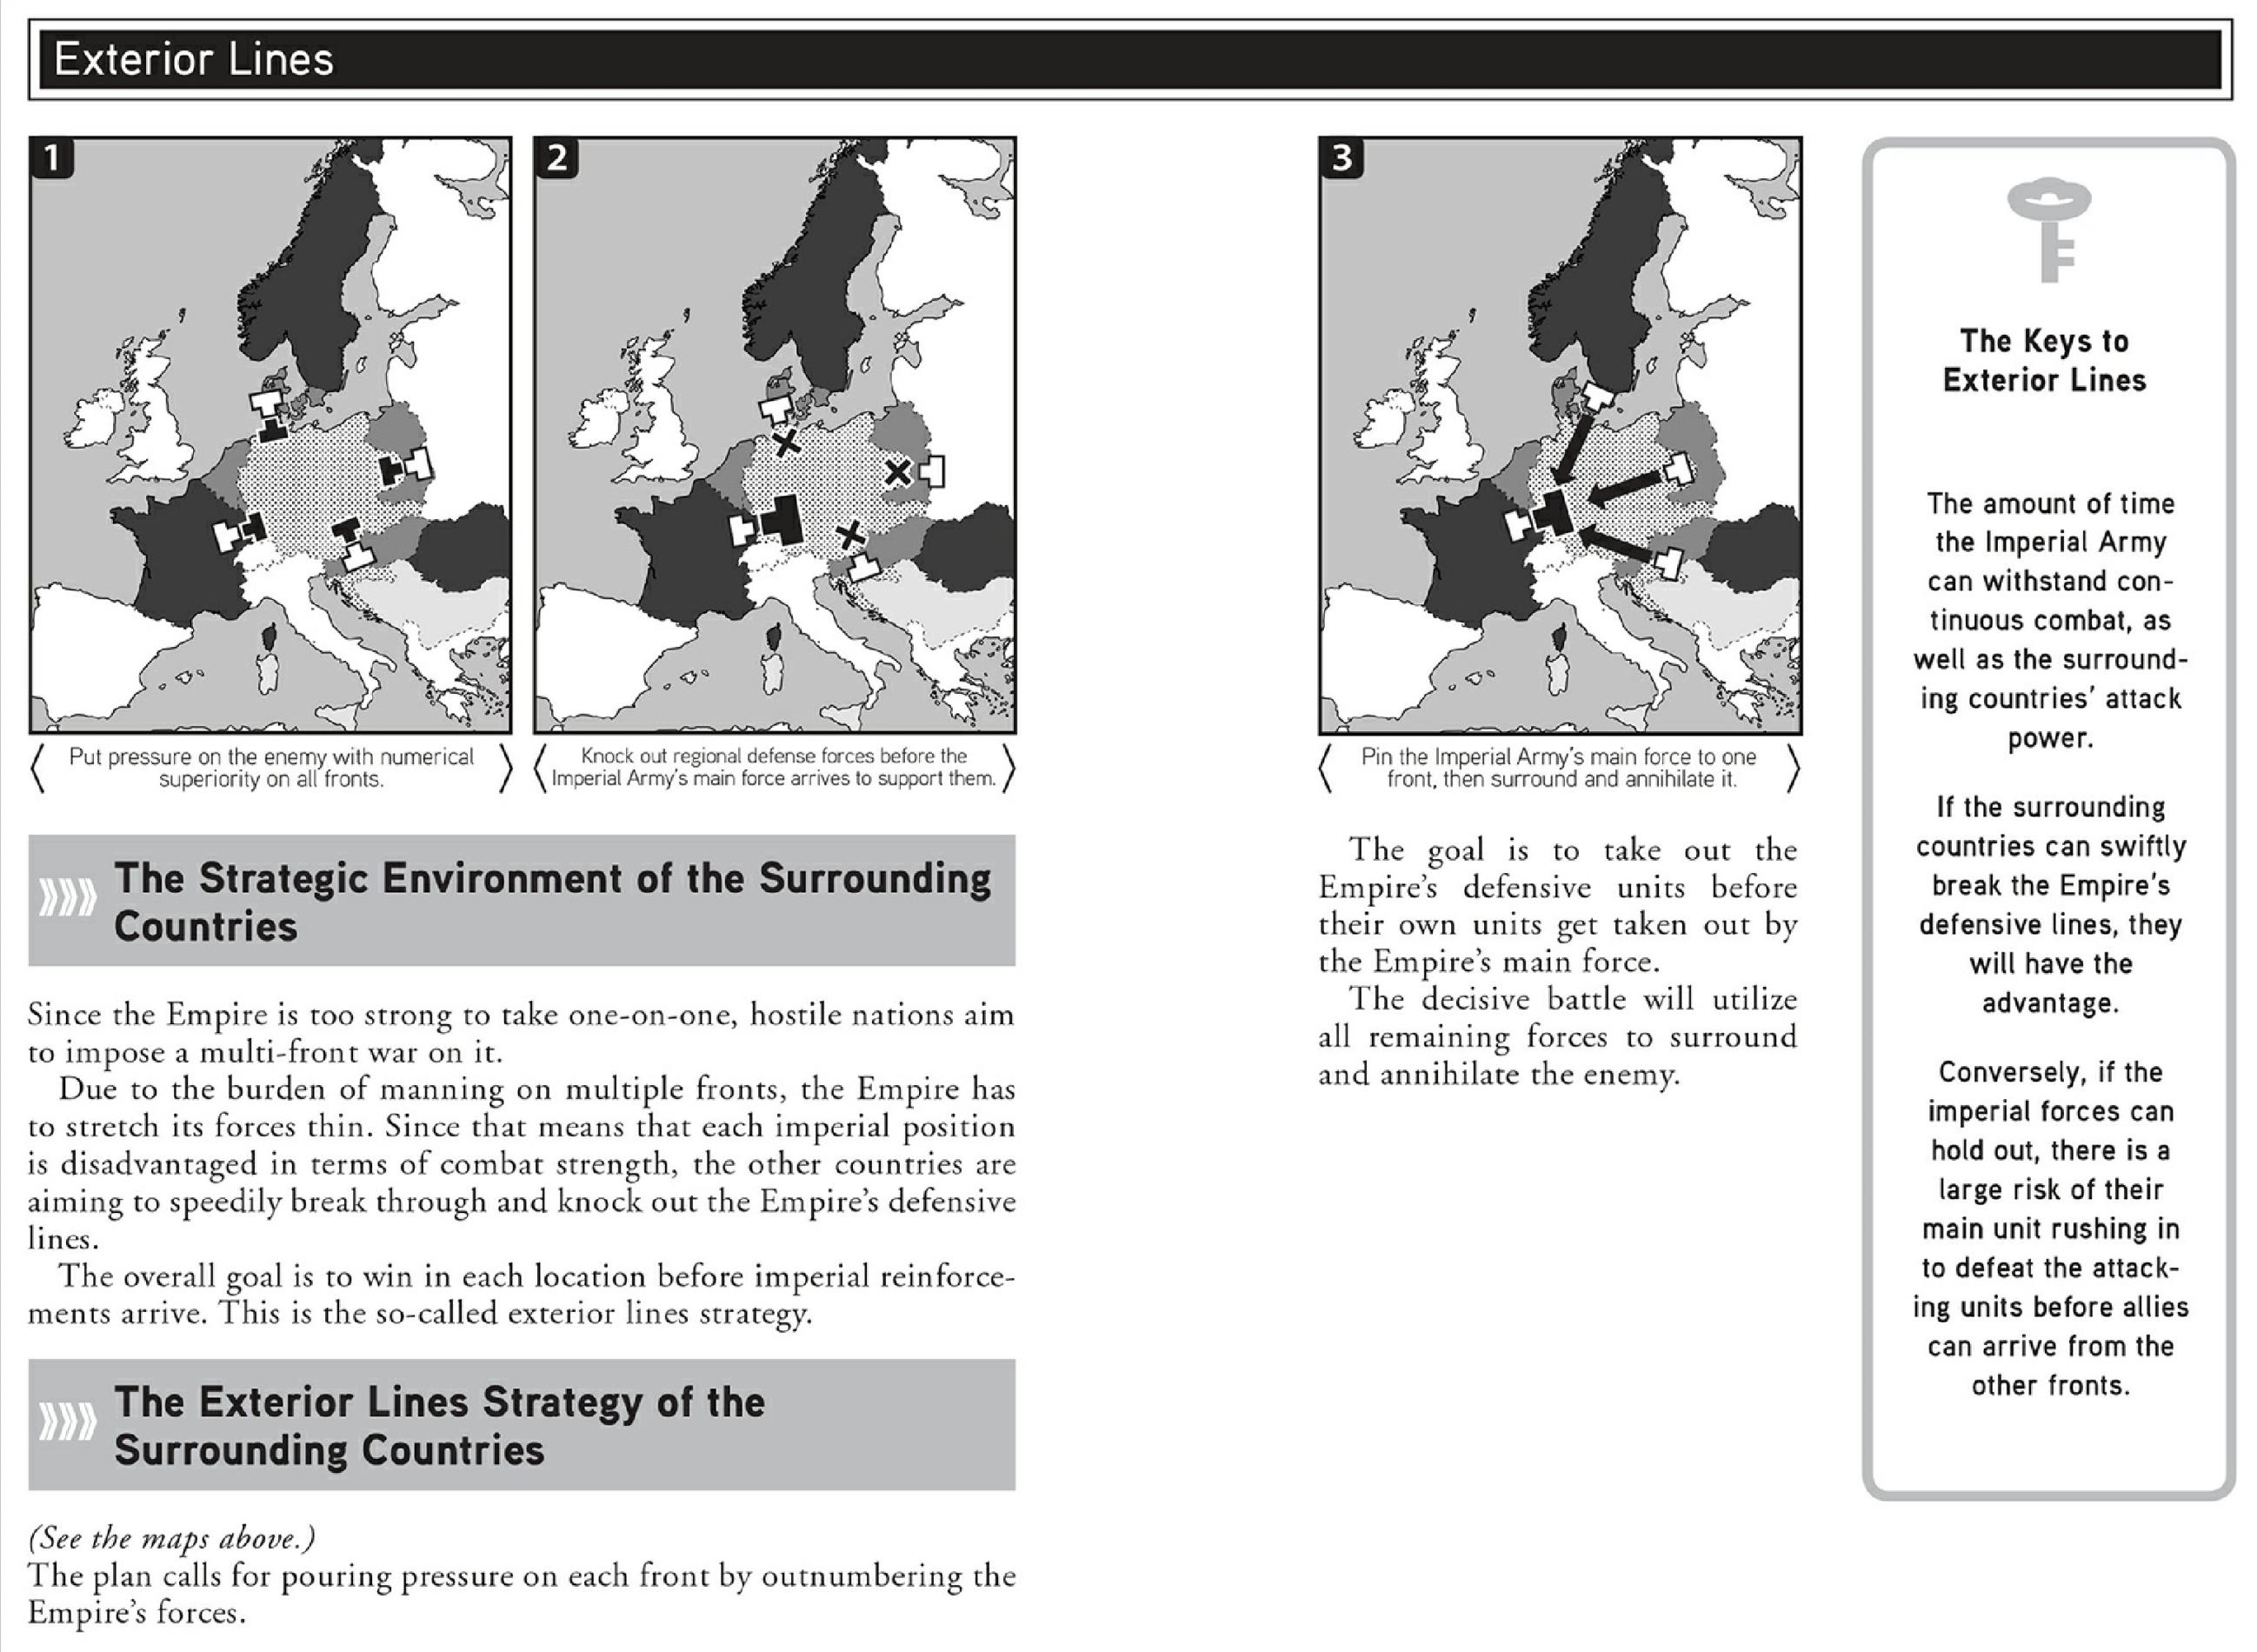 Exterior Lines
1
Put pressure on the enemy with numerical
superiority on all fronts.
2
Knock out regional defense forces before the
Imperial Army's main force arrives to support them.
3
Pin the Imperial Army's main force to one
front, then surround and annihilate it.
The Strategic Environment of the Surrounding
Countries
Since the Empire is too strong to take one-on-one, hostile nations aim
to impose a multi-front war on it.
Due to the burden of manning on multiple fronts, the Empire has
to stretch its forces thin. Since that means that each imperial position
is disadvantaged in terms of combat strength, the other countries are
aiming to speedily break through and knock out the Empire's defensive
lines.
The overall goal is to win in each location before imperial reinforce-
ments arrive. This is the so-called exterior lines strategy.
The Exterior Lines Strategy of the
Surrounding Countries
(See the maps above.)
The plan calls for pouring pressure on each front by outnumbering the
Empire's forces.
The goal is to take out the
Empire's defensive units before
their own units get taken out by
the Empire's main force.
The decisive battle will utilize
all remaining forces to surround
and annihilate the enemy.
The Keys to
Exterior Lines
The amount of time
the Imperial Army
can withstand con-
tinuous combat, as
well as the surround-
ing countries' attack
power.
If the surrounding
countries can swiftly
break the Empire's
defensive lines, they
will have the
advantage.
Conversely, if the
imperial forces can
hold out, there is a
large risk of their
main unit rushing in
to defeat the attack-
ing units before allies
can arrive from the
other fronts.